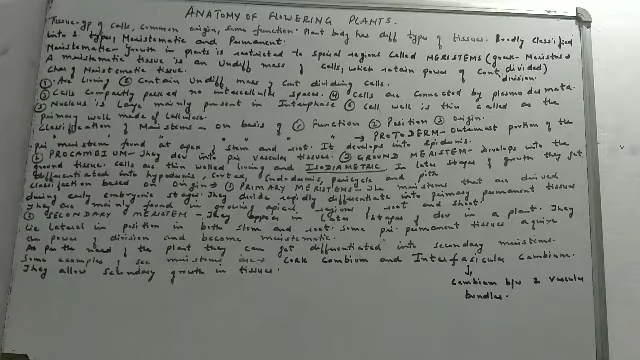 ANATOMY OF FLOWERING PLANTS.
Tissue - gp of cells, common origin, same function. Plant body has diff types of tissues. Broadly classified
into 2 types, Meristematic and Permanent.
Meristematic - growth in plants is restricted to special regions called MERISTEMS (greek - Meristos
A meristematic tissue is an undiff mass of cells, which retain power of cont. divided)
Char of Meristematic tissue: division
① Are living ② Contain undiff mass of cont dividing cells.
③ Cells compactly packed no intercellular spaces. ④ Cells are connected by plasmodesmata.
⑤ Nucleus is large mainly present in Interphase ⑥ Cell wall is thin called as the
primary wall made of cellulose.
Classification of Meristems - on basis of ① Function ② Position ③ Origin.
→ PROTODERM - outermost portion of the
pri meristem found at apex of stem and root. It develops into epidermis.
② PROCAMBIUM - They dev into pri vascular tissues. ③ GROUND MERISTEM - Develops into the
ground tissue. Cells are thin walled living and ISODIAMETRIC. In later stages of growth they get
differentiated into hypodermis, cortex, endodermis, pericycle and pith
Classification based on Origin → ① PRIMARY MERISTEMS - The meristems that are derived
during early embryonic stages. They divide rapidly differentiate into primary permanent tissues
They are mainly found in growing apical regions, root and shoot.
② SECONDARY MERISTEM - They appear in later stages of dev in a plant. They
lie lateral in position in both stem and root. Some pri permanent tissues aquire
the power of division and become meristematic.
As per the need of the plant they can get differentiated into secondary meristems.
Some examples of sec meristems are → CORK Cambium and Interfasicular cambium.
They allow secondary growth in tissues. ↓
Cambium b/w 2 vascular
bundles.